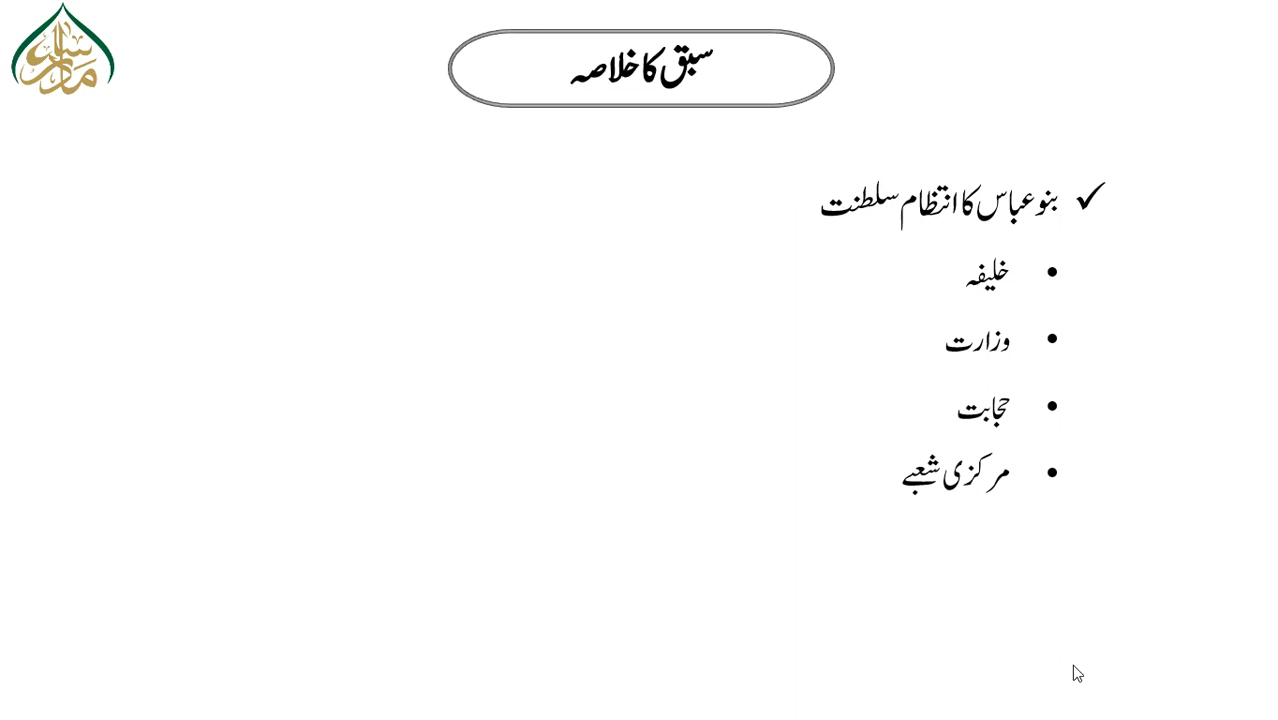 سبق کا خلاصہ
✓ بنو عباس کا انتظام سلطنت
• خلیفہ
• وزارت
• حجابت
• مرکزی شعبے